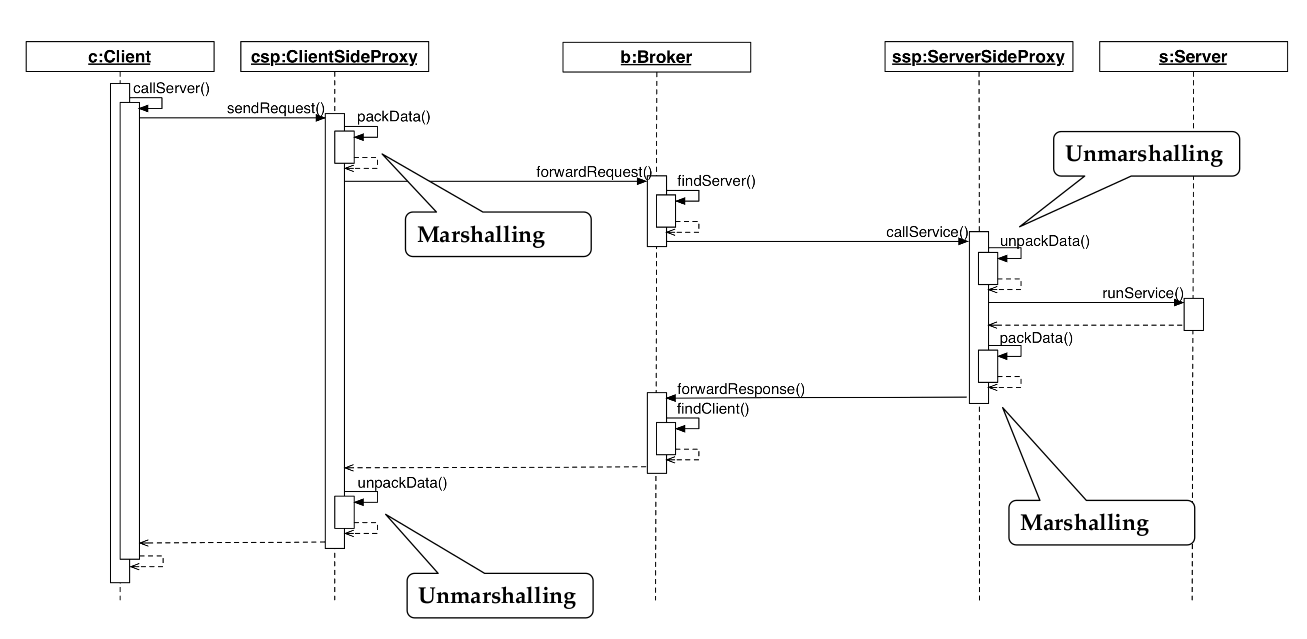 c:Client
csp:ClientSideProxy
b:Broker
ssp:ServerSideProxy
s:Server
callServer()
sendRequest()
packData()
Unmarshalling
forwardRequest()
findServer()
Marshalling
callService()
unpackData()
runService()
packData()
forwardResponse()
findClient()
unpackData()
Marshalling
Unmarshalling